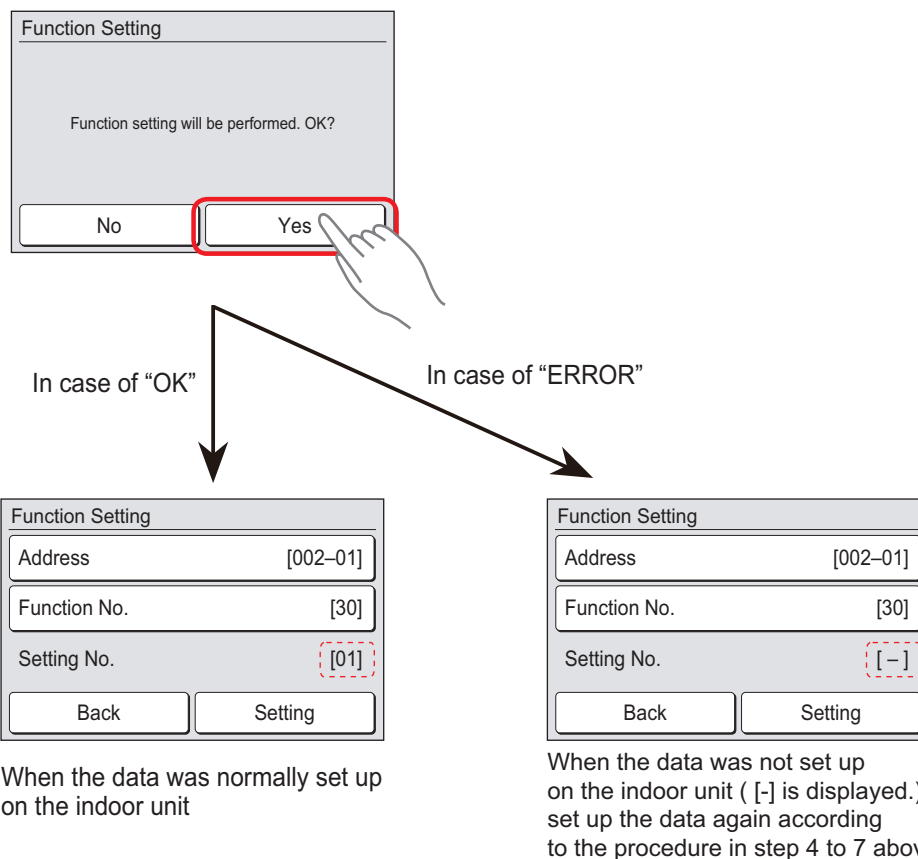 Function Setting
Function setting will be performed. OK?
No
Yes
In case of “OK”
In case of “ERROR”
Function Setting
Address [002–01]
Function No. [30]
Setting No. [01]
Back Setting
When the data was normally set up
on the indoor unit
Function Setting
Address [002–01]
Function No. [30]
Setting No. [ – ]
Back Setting
When the data was not set up
on the indoor unit ( [-] is displayed.)
set up the data again according
to the procedure in step 4 to 7